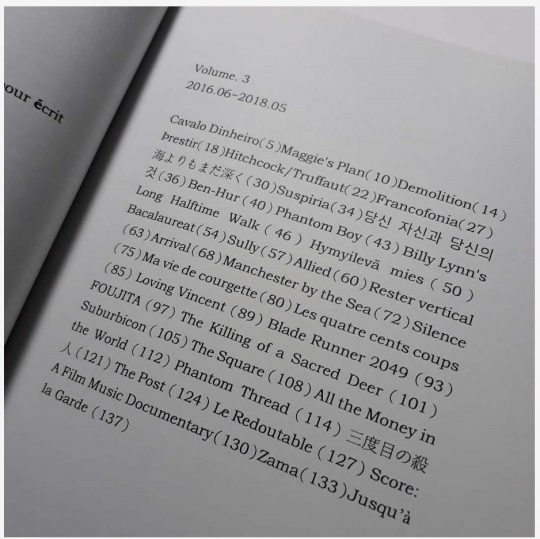 pour écrit
Volume. 3
2016.06~2018.05
Cavalo Dinheiro(5)Maggie's Plan(10)Demolition(14)
Þrestir(18)Hitchcock/Truffaut(22)Francofonia(27)
海よりもまだ深く(30)Suspiria(34)당신 자신과 당신의
것(36) Ben-Hur (40) Phantom Boy (43) Billy Lynn's
Long Halftime Walk (46) Hymyilevä mies (50)
Bacalaureat(54)Sully(57)Allied(60)Rester vertical
(63)Arrival(68)Manchester by the Sea(72)Silence
(75)Ma vie de courgette(80)Les quatre cents coups
(85) Loving Vincent (89) Blade Runner 2049 (93)
FOUJITA (97) The Killing of a Sacred Deer (101)
Suburbicon(105)The Square(108)All the Money in
the World (112) Phantom Thread (114) 三度目の殺
人(121)The Post (124) Le Redoutable (127) Score:
A Film Music Documentary(130)Zama(133)Jusqu'à
la Garde (137)